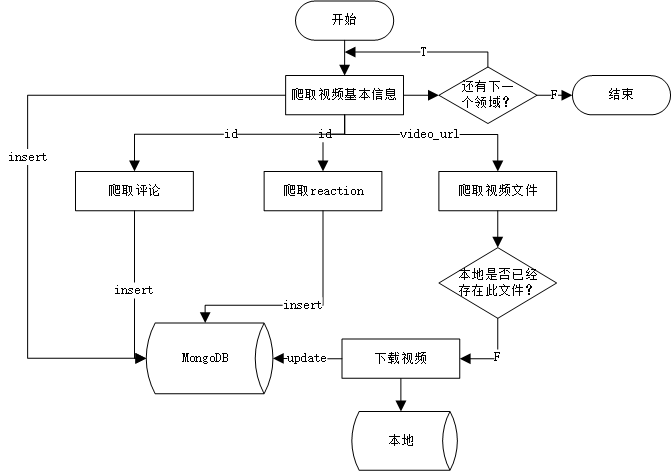 开始
T
爬取视频基本信息
还有下一
个领域？
F
结束
id
id
video_url
insert
爬取评论
爬取reaction
爬取视频文件
本地是否已经
存在此文件？
insert
insert
MongoDB
update
下载视频
F
本地